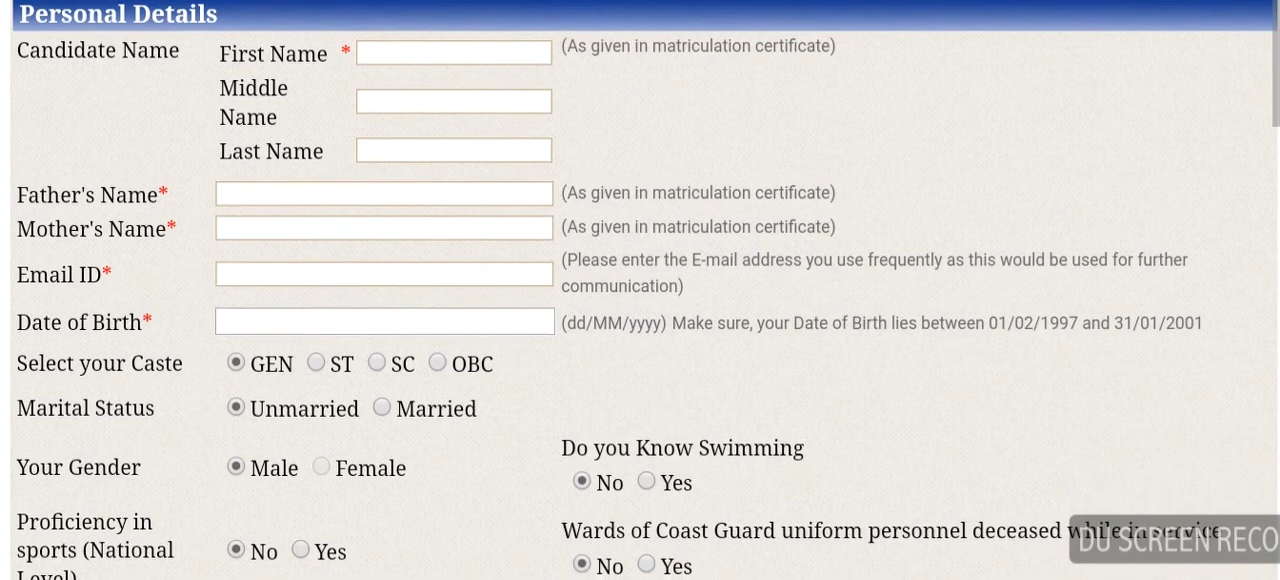 Personal Details
Candidate Name First Name * (As given in matriculation certificate)
Middle
Name
Last Name
Father's Name* (As given in matriculation certificate)
Mother's Name* (As given in matriculation certificate)
Email ID* (Please enter the E-mail address you use frequently as this would be used for further
communication)
Date of Birth* (dd/MM/yyyy) Make sure, your Date of Birth lies between 01/02/1997 and 31/01/2001
Select your Caste GEN ST SC OBC
Marital Status Unmarried Married
Do you Know Swimming
Your Gender Male Female
No Yes
Proficiency in
sports (National
Level)
No Yes
Wards of Coast Guard uniform personnel deceased while in service
No Yes
DU SCREEN RECO